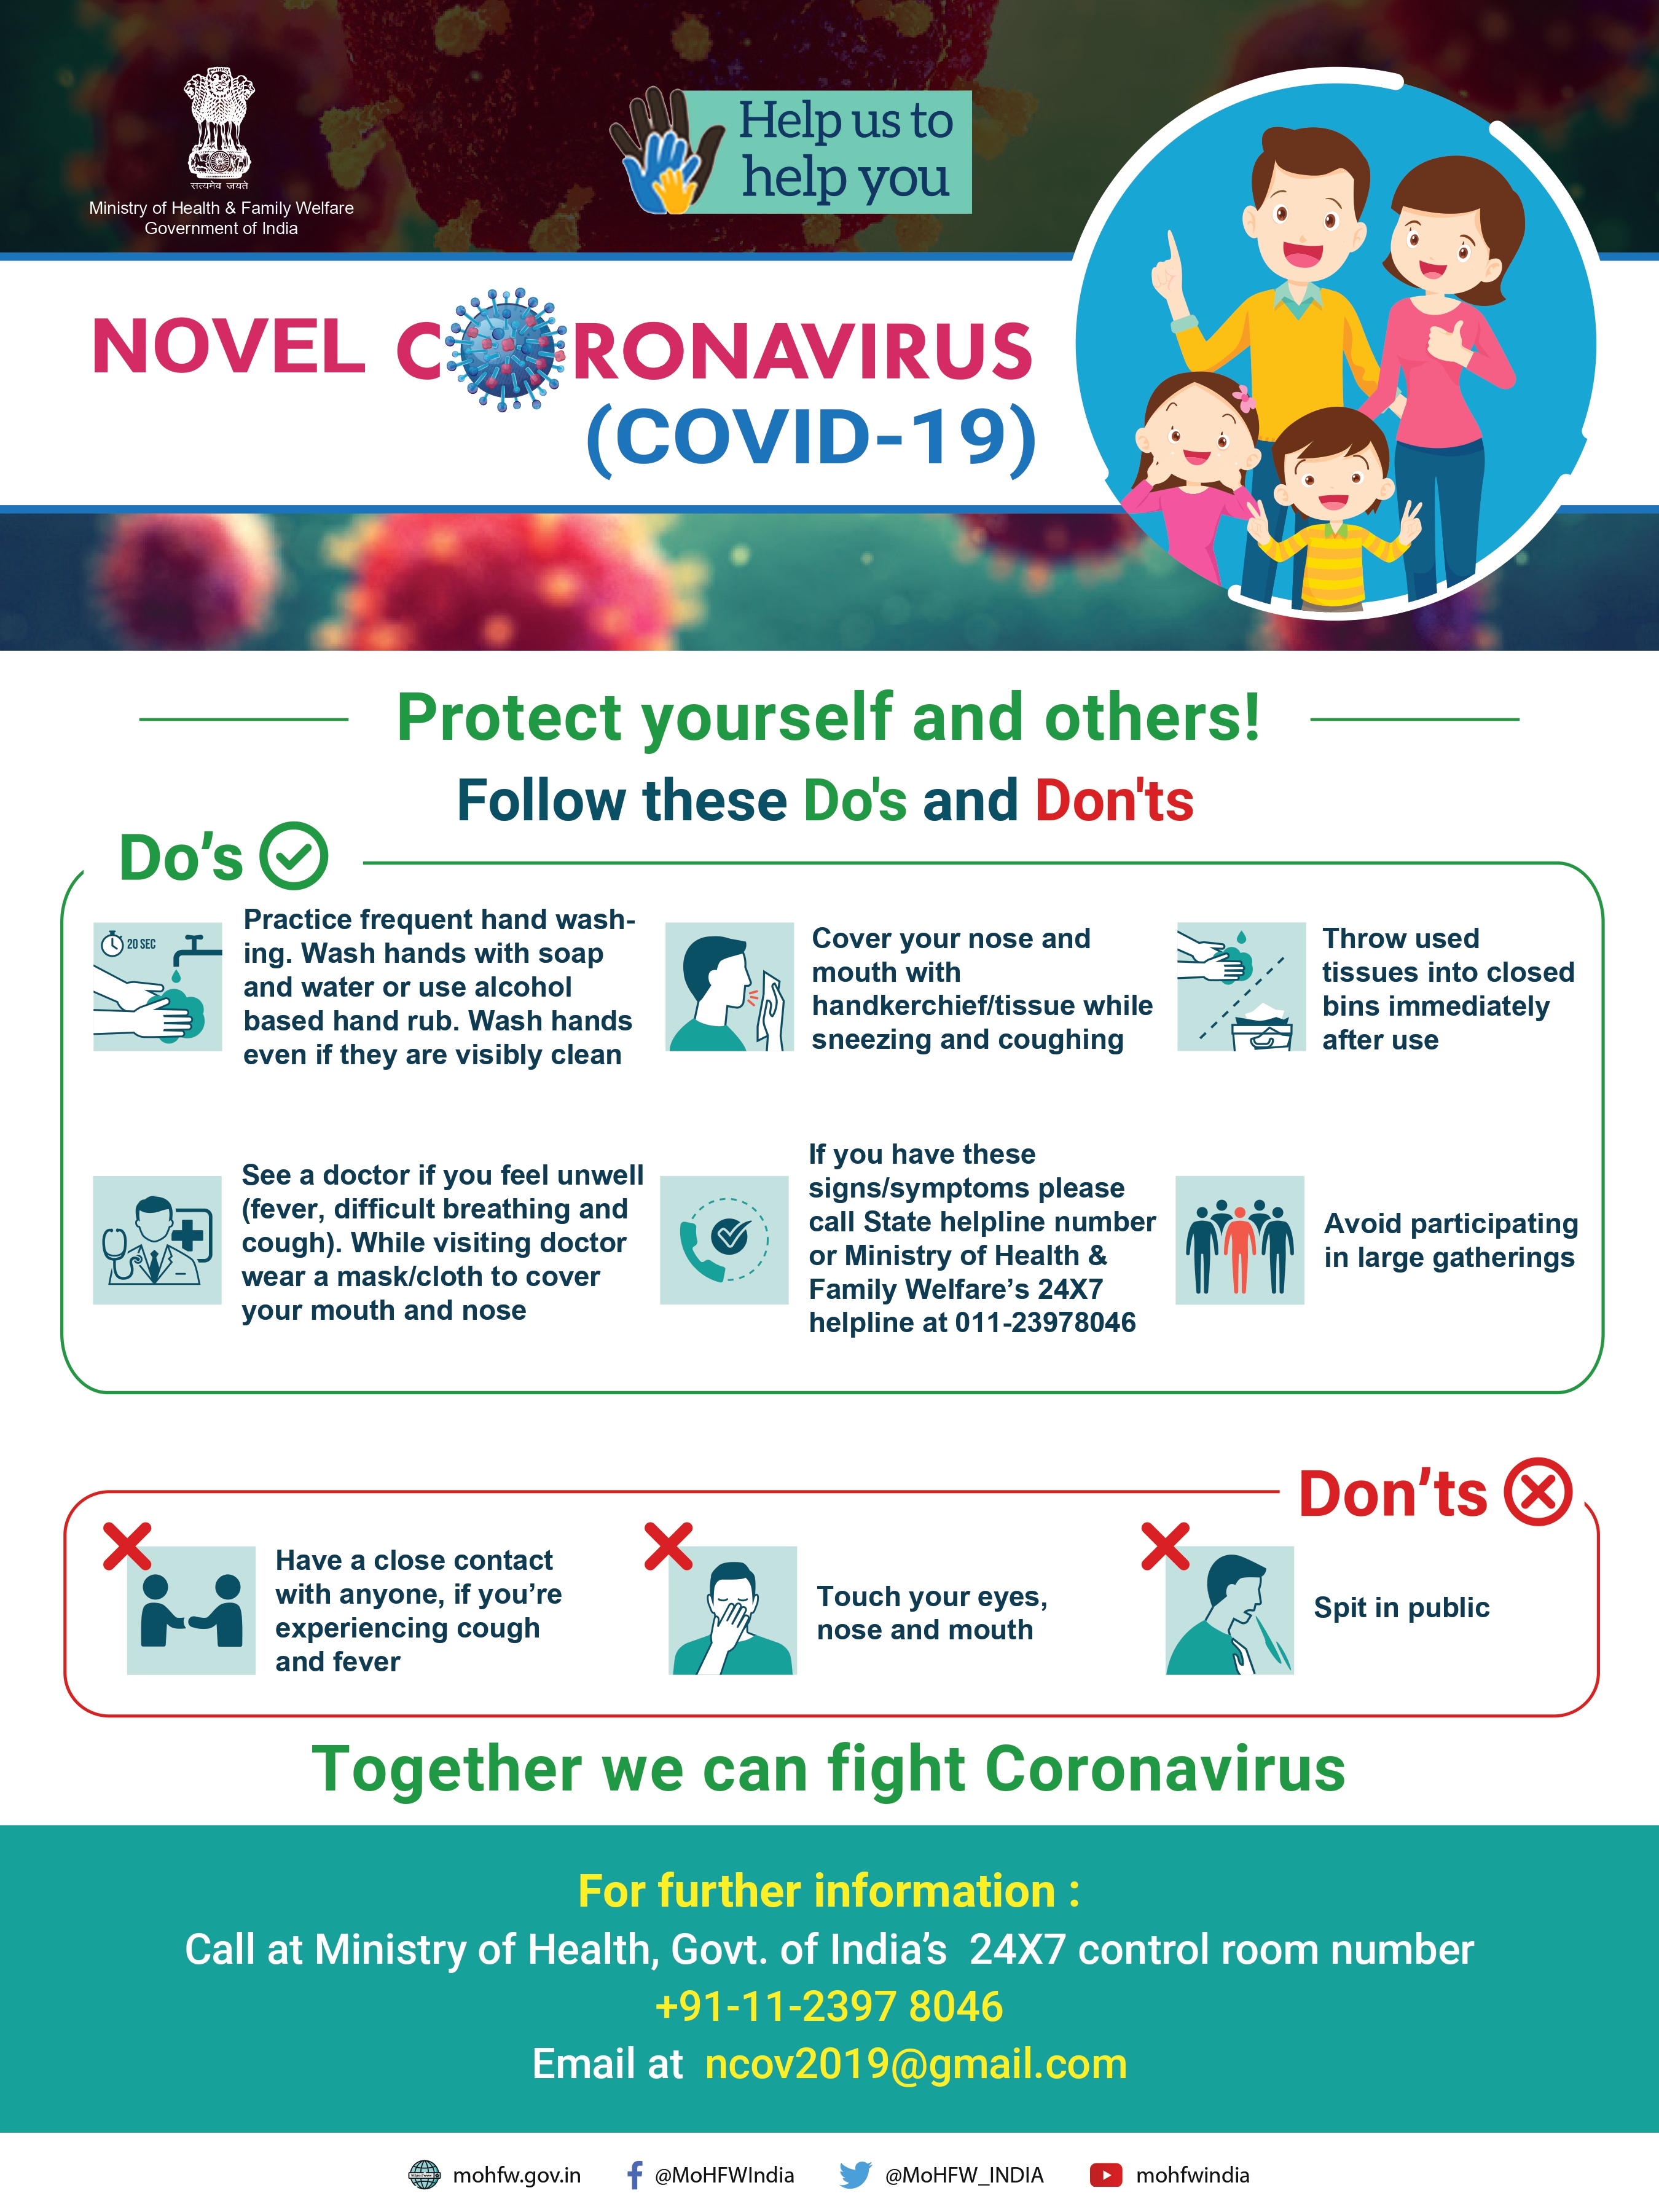 सत्यमेव जयते
Ministry of Health & Family Welfare
Government of India
Help us to
help you
NOVEL CORONAVIRUS
(COVID-19)
Protect yourself and others!
Follow these Do's and Don'ts
Do’s
20 SEC
Practice frequent hand wash-
ing. Wash hands with soap
and water or use alcohol
based hand rub. Wash hands
even if they are visibly clean
Cover your nose and
mouth with
handkerchief/tissue while
sneezing and coughing
Throw used
tissues into closed
bins immediately
after use
See a doctor if you feel unwell
(fever, difficult breathing and
cough). While visiting doctor
wear a mask/cloth to cover
your mouth and nose
If you have these
signs/symptoms please
call State helpline number
or Ministry of Health &
Family Welfare’s 24X7
helpline at 011-23978046
Avoid participating
in large gatherings
Don’ts
Have a close contact
with anyone, if you’re
experiencing cough
and fever
Touch your eyes,
nose and mouth
Spit in public
Together we can fight Coronavirus
For further information :
Call at Ministry of Health, Govt. of India’s 24X7 control room number
+91-11-2397 8046
Email at ncov2019@gmail.com
mohfw.gov.in
@MoHFWIndia
@MoHFW_INDIA
mohfwindia